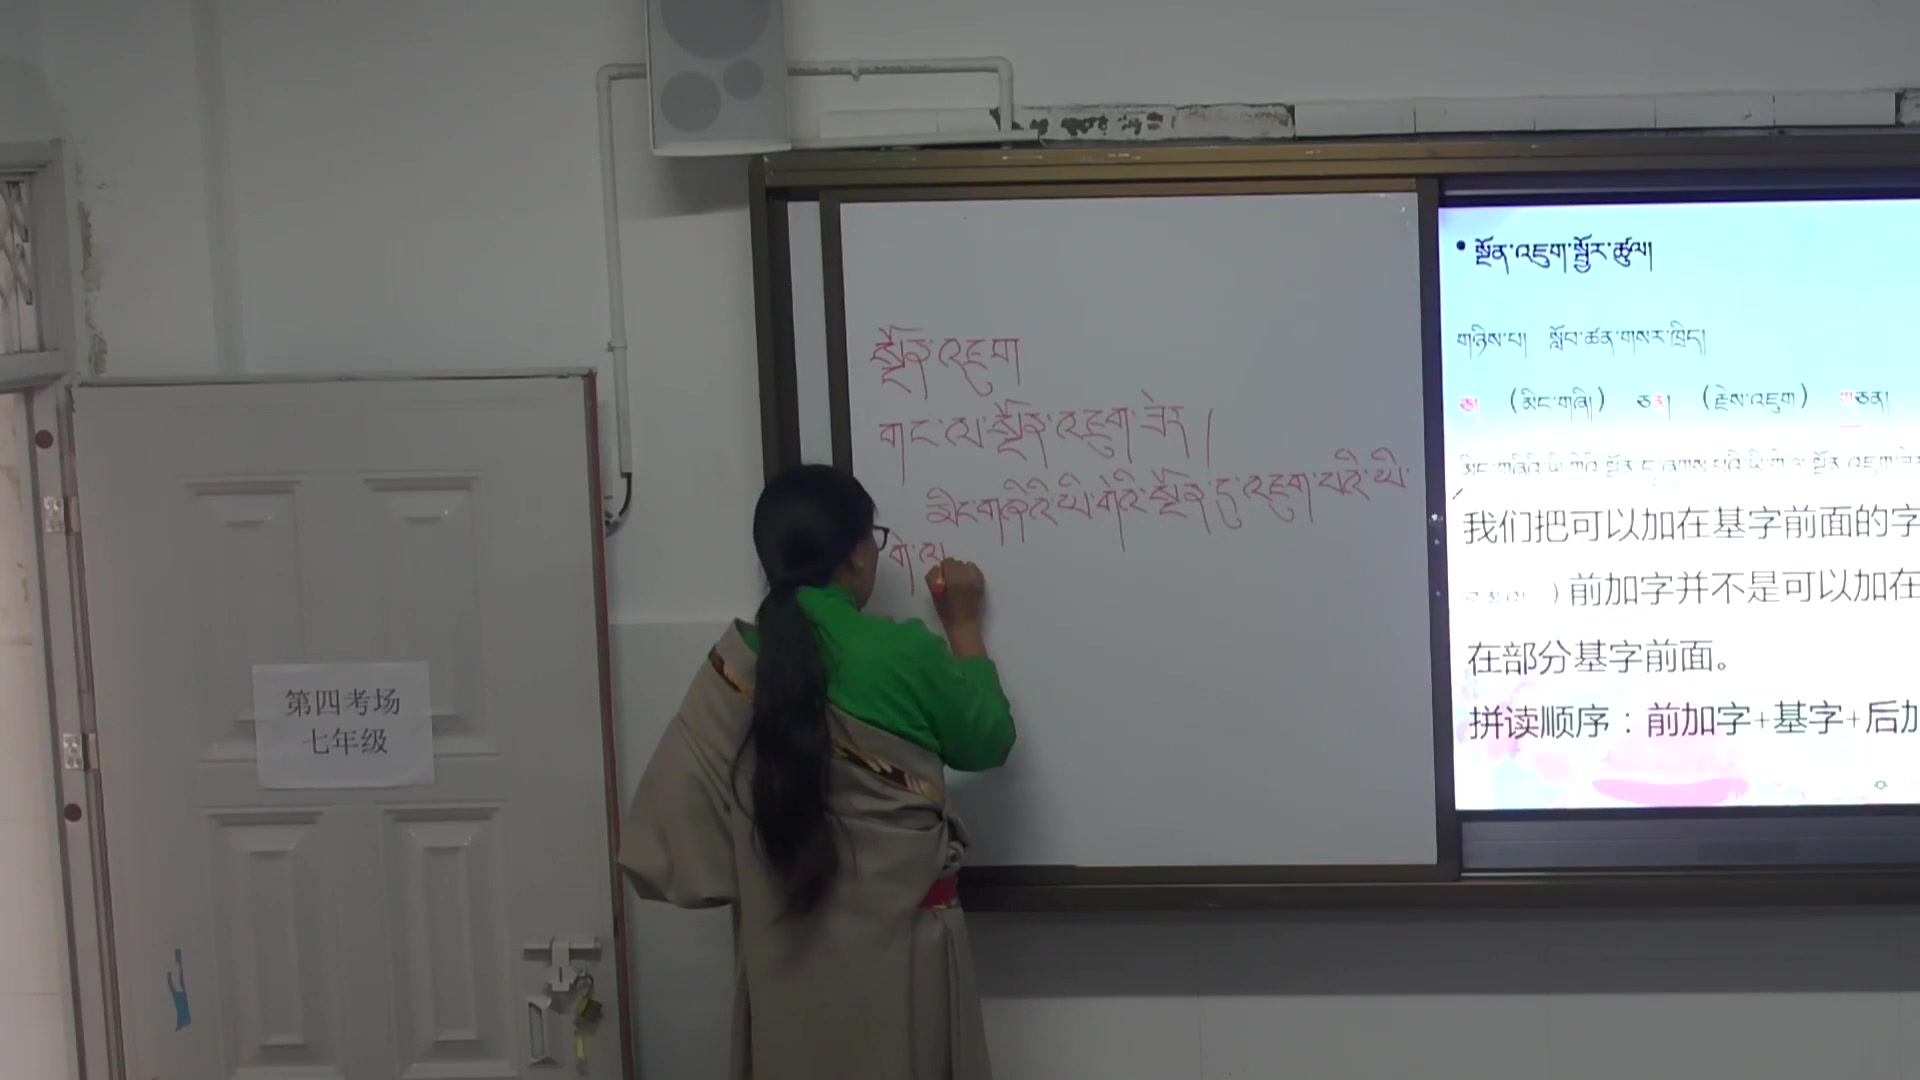 སྔོན་འཇུག
གང་ལ་སྔོན་འཇུག་ཟེར།
མིང་གཞིའི་ཡི་གེའི་སྔོན་དུ་འཇུག་པའི་ཡི་
གེ་ལ
• སྔོན་འཇུག་སྦྱོར་ཚུལ།
གཉིས་པ། སློབ་ཚན་གསར་ཁྲིད།
ཅ། (མིང་གཞི) ཅན། (རྗེས་འཇུག) གཅན།
我们把可以加在基字前面的字
)前加字并不是可以加在
在部分基字前面。
拼读顺序：前加字+基字+后加
第四考场
七年级